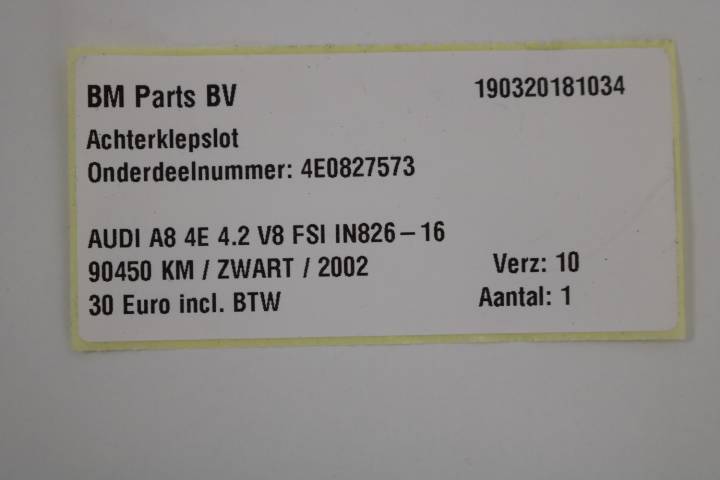 BM Parts BV 190320181034
Achterklepslot
Onderdeelnummer: 4E0827573
AUDI A8 4E 4.2 V8 FSI IN826-16
90450 KM / ZWART / 2002 Verz: 10
30 Euro incl. BTW Aantal: 1